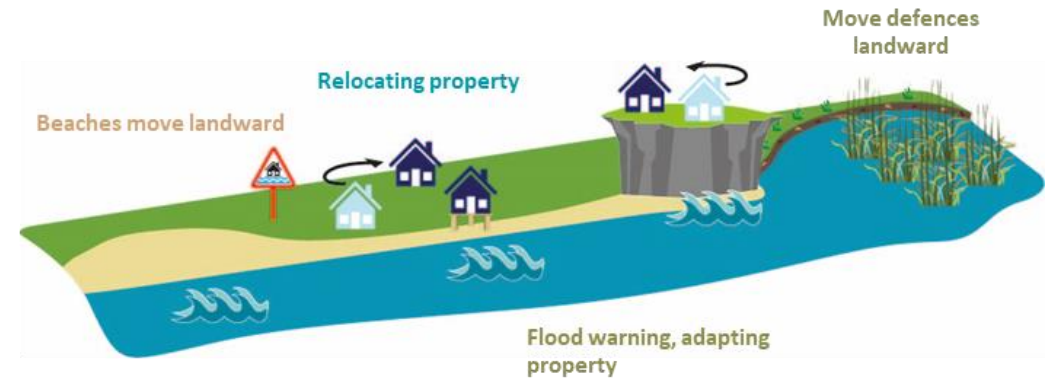 Move defences
landward
Relocating property
Beaches move landward
Flood warning, adapting
property